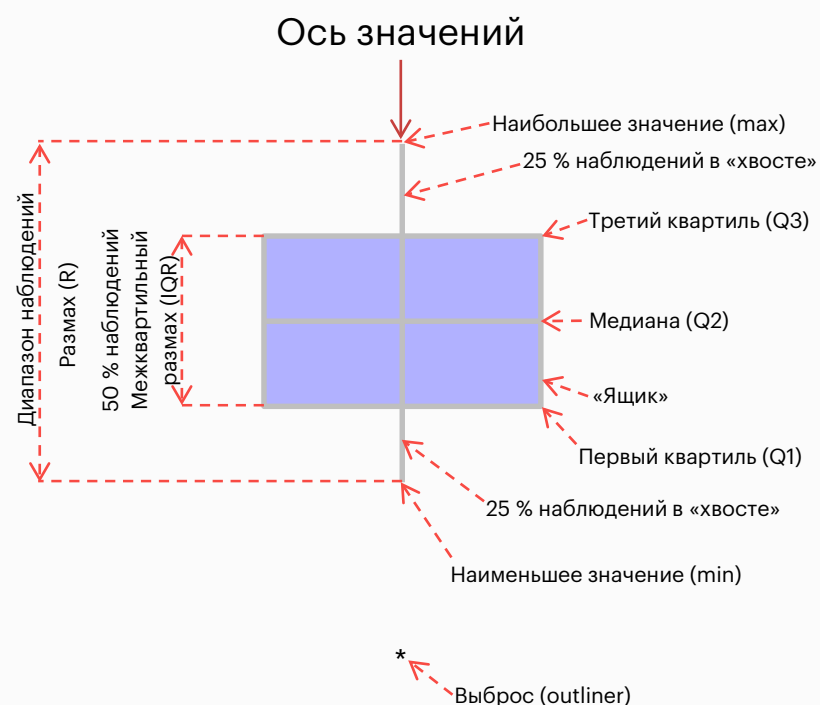 Ось значений
Наибольшее значение (max)
25 % наблюдений в «хвосте»
Третий квартиль (Q3)
Диапазон наблюдений
Размах (R)
50 % наблюдений
Межквартильный
размах (IQR)
Медиана (Q2)
«Ящик»
Первый квартиль (Q1)
25 % наблюдений в «хвосте»
Наименьшее значение (min)
*
Выброс (outliner)